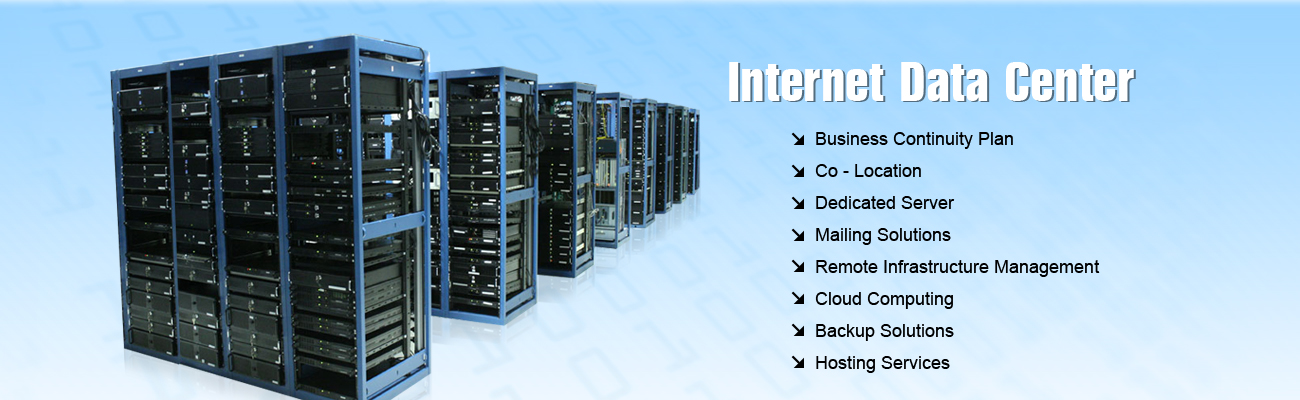 Internet Data Center
Business Continuity Plan
Co - Location
Dedicated Server
Mailing Solutions
Remote Infrastructure Management
Cloud Computing
Backup Solutions
Hosting Services